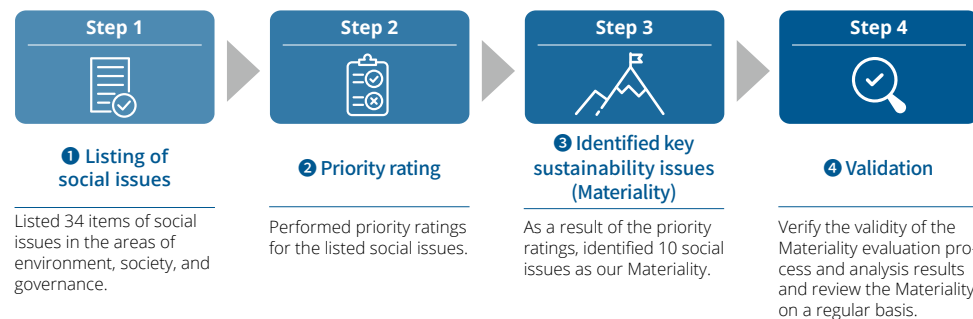 Step 1
Step 2
Step 3
Step 4
❶ Listing of
social issues
❷ Priority rating
❸ Identified key
sustainability issues
(Materiality)
❹ Validation
Listed 34 items of social
issues in the areas of
environment, society, and
governance.
Performed priority ratings
for the listed social issues.
As a result of the priority
ratings, identified 10 social
issues as our Materiality.
Verify the validity of the
Materiality evaluation pro-
cess and analysis results
and review the Materiality
on a regular basis.